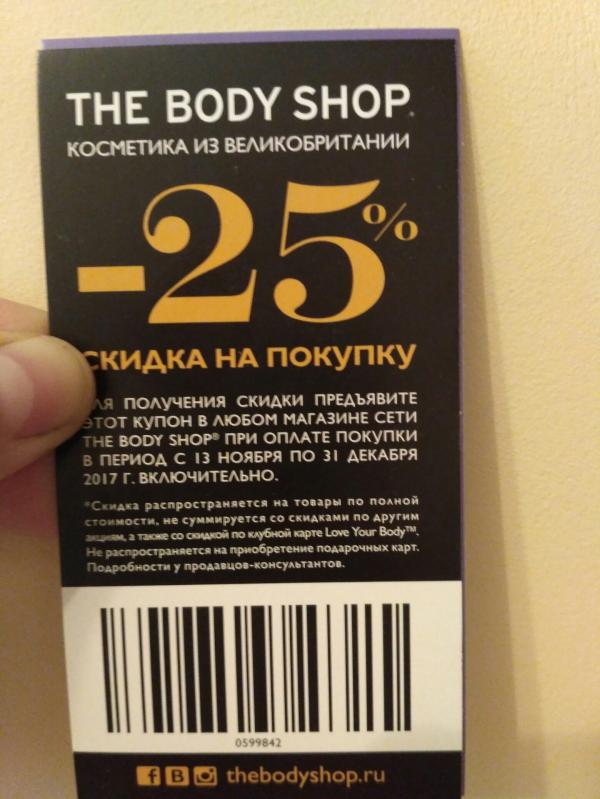 THE BODY SHOP
КОСМЕТИКА ИЗ ВЕЛИКОБРИТАНИИ
-25%
СКИДКА НА ПОКУПКУ
ДЛЯ ПОЛУЧЕНИЯ СКИДКИ ПРЕДЪЯВИТЕ
ЭТОТ КУПОН В ЛЮБОМ МАГАЗИНЕ СЕТИ
THE BODY SHOP® ПРИ ОПЛАТЕ ПОКУПКИ
В ПЕРИОД С 13 НОЯБРЯ ПО 31 ДЕКАБРЯ
2017 Г. ВКЛЮЧИТЕЛЬНО.
*Скидка распространяется на товары по полной
стоимости, не суммируется со скидками по другим
акциям, а также со скидкой по клубной карте Love Your Body™.
Не распространяется на приобретение подарочных карт.
Подробности у продавцов-консультантов.
0599842
thebodyshop.ru